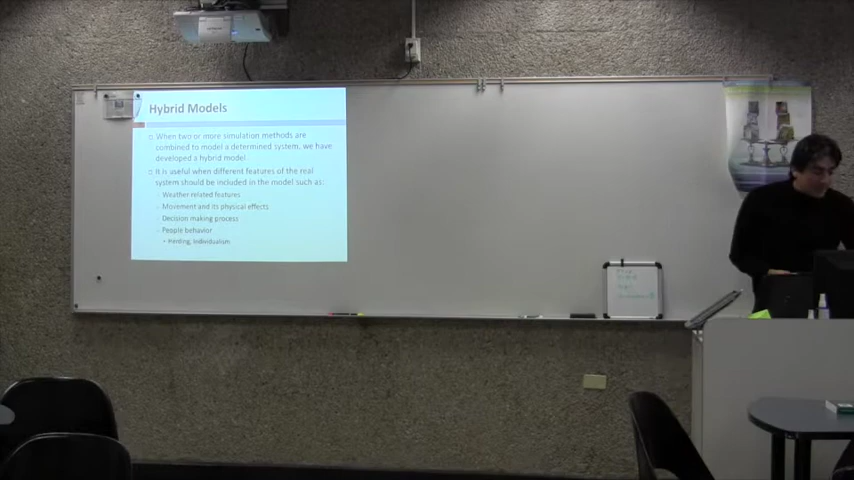 Hybrid Models
When two or more simulation methods are
combined to model a determined system, we have
developed a hybrid model.
It is useful when different features of the real
system should be included in the model such as:
Weather related features
Movement and its physical effects
Decision making process
People behavior
Herding, Individualism